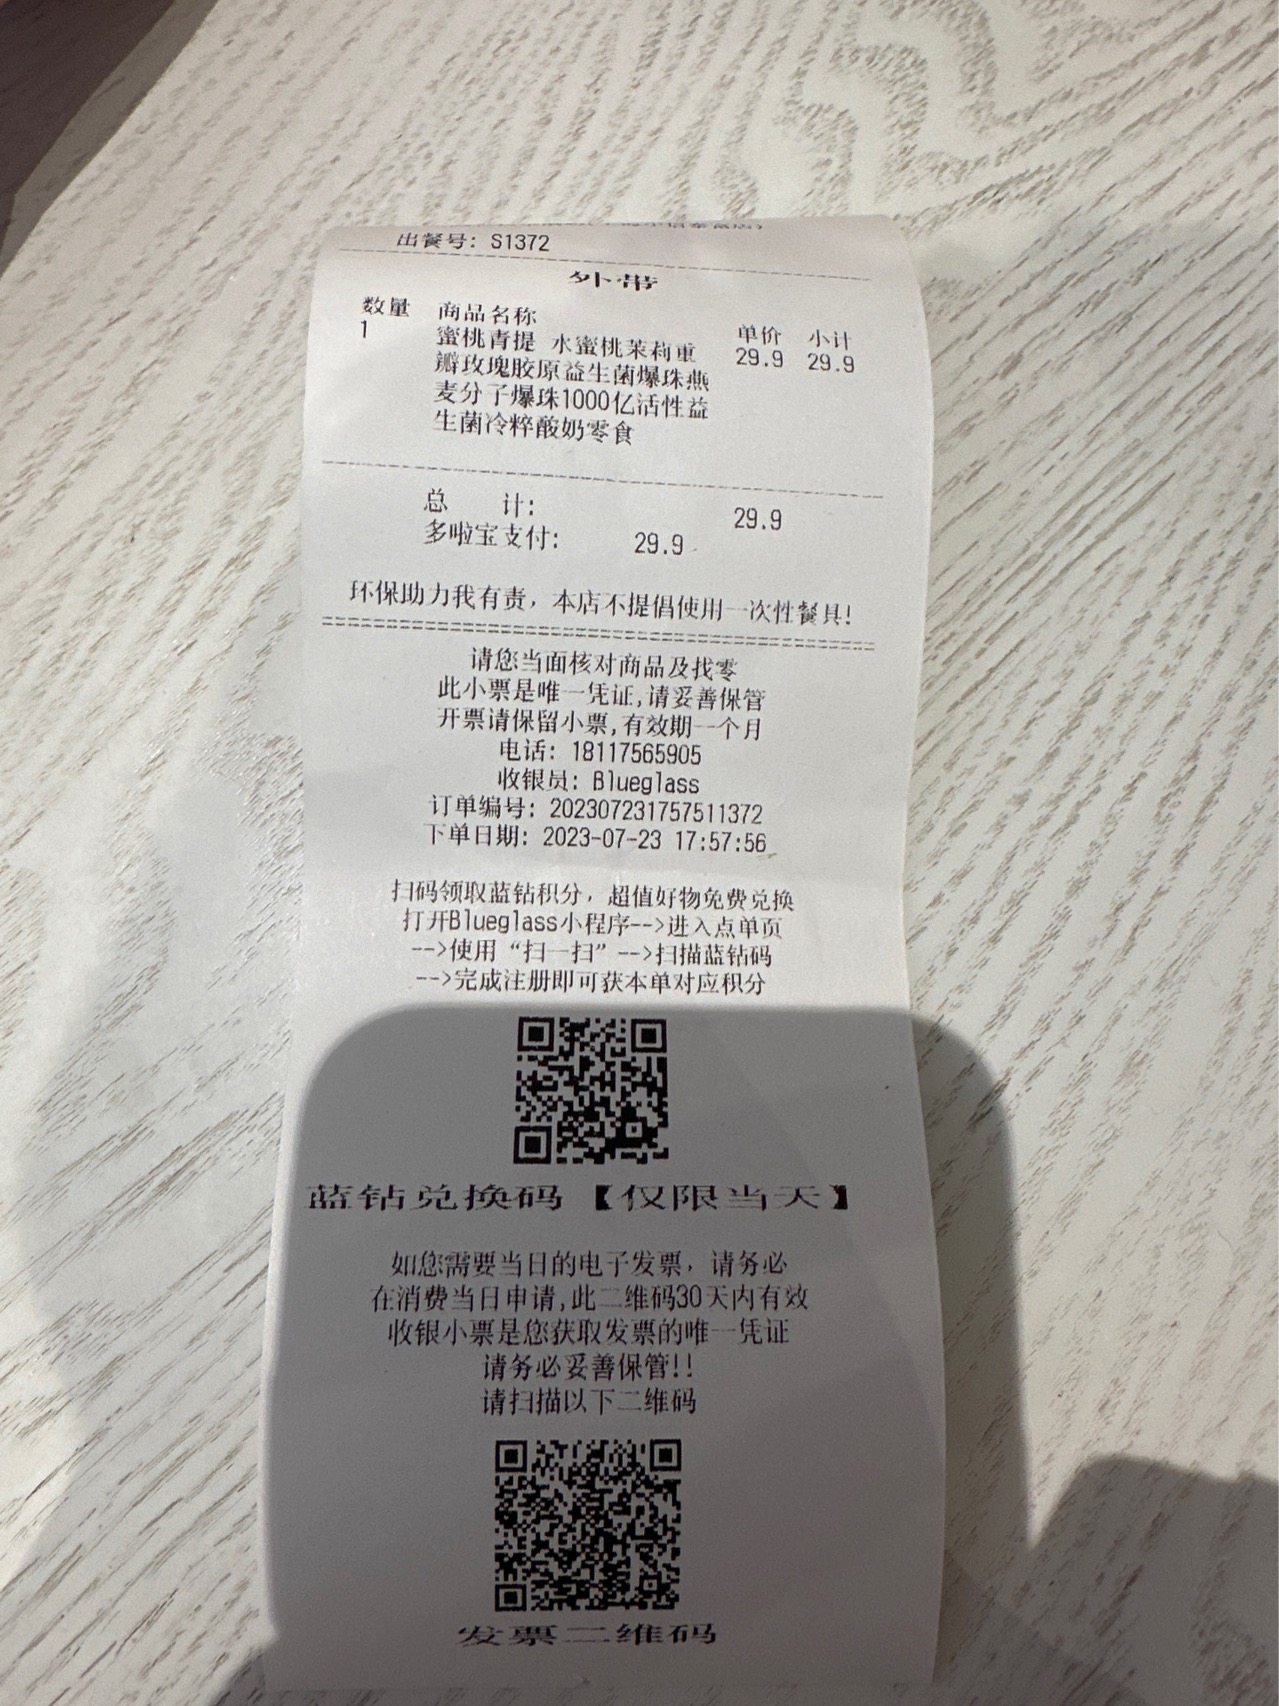 出餐号: S1372
外带
数量 商品名称 单价 小计
1 蜜桃青提 水蜜桃茉莉重 29.9 29.9
瓣玫瑰胶原益生菌爆珠燕
麦分子爆珠1000亿活性益
生菌冷粹酸奶零食
总 计: 29.9
多啦宝支付: 29.9
环保助力我有责，本店不提倡使用一次性餐具!
请您当面核对商品及找零
此小票是唯一凭证,请妥善保管
开票请保留小票,有效期一个月
电话: 18117565905
收银员: Blueglass
订单编号: 202307231757511372
下单日期: 2023-07-23 17:57:56
扫码领取蓝钻积分，超值好物免费兑换
打开Blueglass小程序-->进入点单页
-->使用“扫一扫”-->扫描蓝钻码
-->完成注册即可获本单对应积分
蓝钻兑换码【仅限当天】
如您需要当日的电子发票，请务必
在消费当日申请,此二维码30天内有效
收银小票是您获取发票的唯一凭证
请务必妥善保管!!
请扫描以下二维码
发票二维码